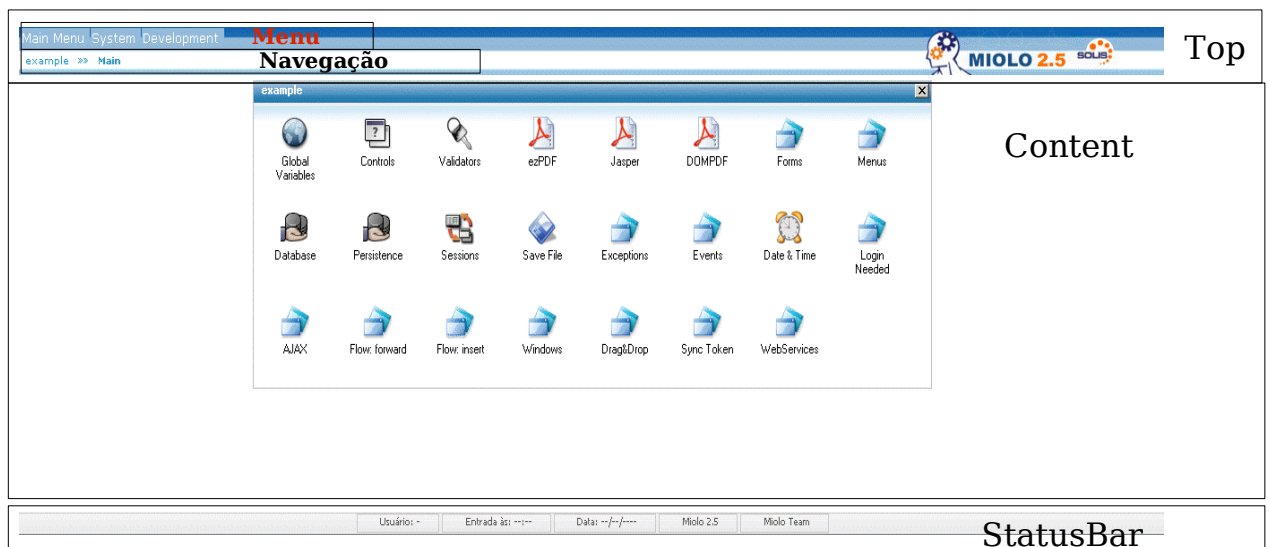 Main Menu System Development Menu
example >> Main Navegação
MIOLO 2.5 SOLIS
Top
example
Content
Global Variables
Controls
Validators
ezPDF
Jasper
DOMPDF
Forms
Menus
Database
Persistence
Sessions
Save File
Exceptions
Events
Date & Time
Login Needed
AJAX
Flow: forward
Flow: insert
Windows
Drag&Drop
Sync Token
WebServices
Usuário: - Entrada às: --:-- Data: --/--/---- Miolo 2.5 Miolo Team
StatusBar